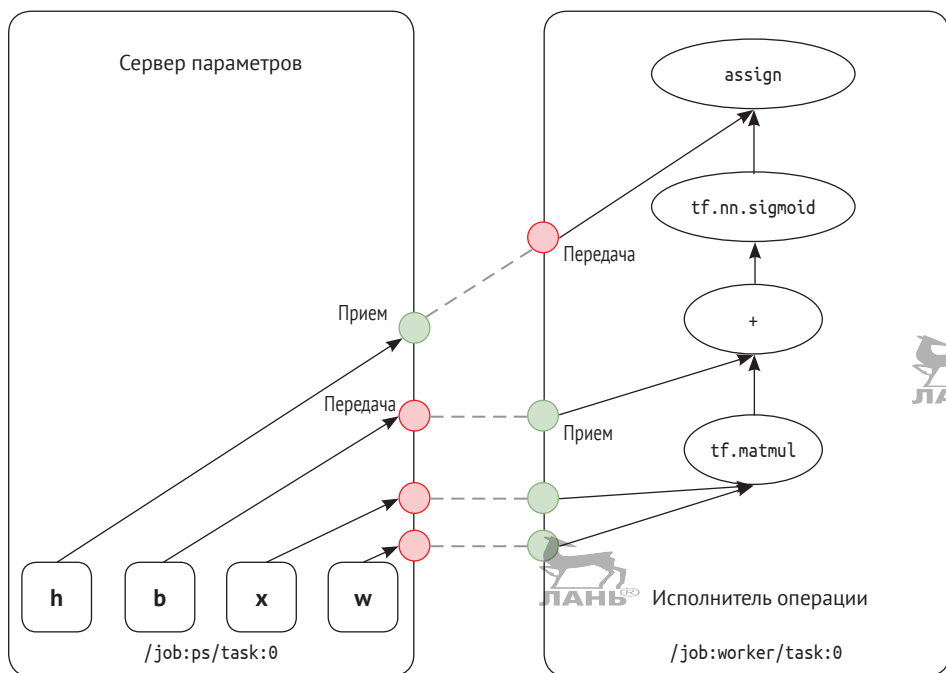 Сервер параметров
assign
tf.nn.sigmoid
Передача
Прием
+
Передача
Прием
tf.matmul
h
b
x
w
ЛАНЬ®
Исполнитель операции
/job:ps/task:0
/job:worker/task:0